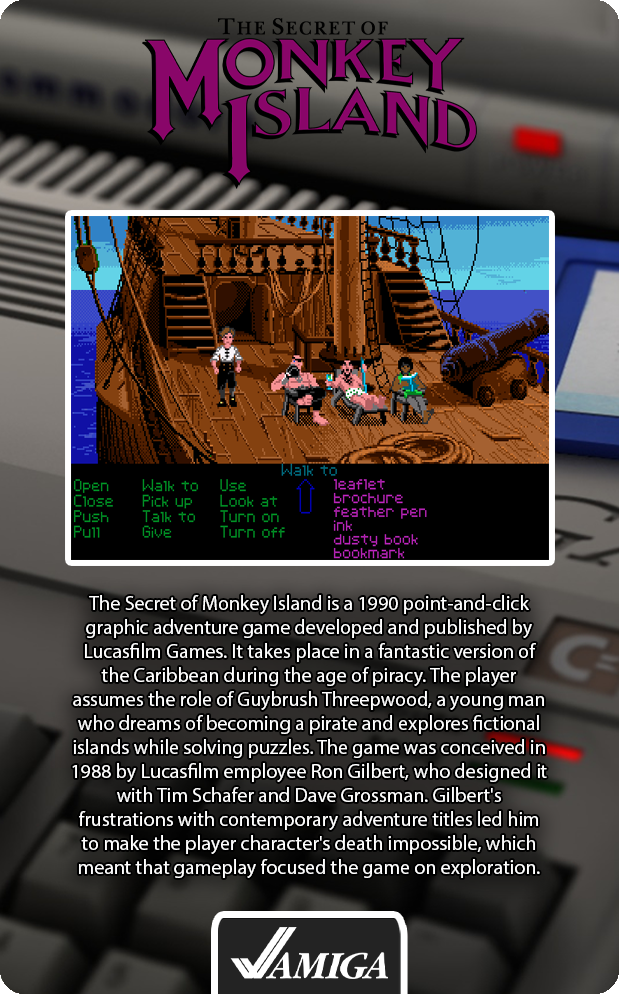 THE SECRET OF
MONKEY
ISLAND
Walk to
Open Walk to Use leaflet
Close Pick up Look at brochure
Push Talk to Turn on feather pen
Pull Give Turn off ink
dusty book
bookmark
The Secret of Monkey Island is a 1990 point-and-click
graphic adventure game developed and published by
Lucasfilm Games. It takes place in a fantastic version of
the Caribbean during the age of piracy. The player
assumes the role of Guybrush Threepwood, a young man
who dreams of becoming a pirate and explores fictional
islands while solving puzzles. The game was conceived in
1988 by Lucasfilm employee Ron Gilbert, who designed it
with Tim Schafer and Dave Grossman. Gilbert's
frustrations with contemporary adventure titles led him
to make the player character's death impossible, which
meant that gameplay focused the game on exploration.
AMIGA